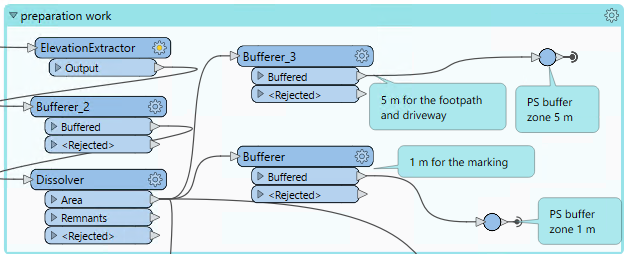 preparation work
ElevationExtractor
Output
Bufferer_2
Buffered
<Rejected>
Dissolver
Area
Remnants
<Rejected>
Bufferer_3
Buffered
<Rejected>
5 m for the footpath
and driveway
PS buffer
zone 5 m
Bufferer
Buffered
<Rejected>
1 m for the marking
PS buffer
zone 1 m